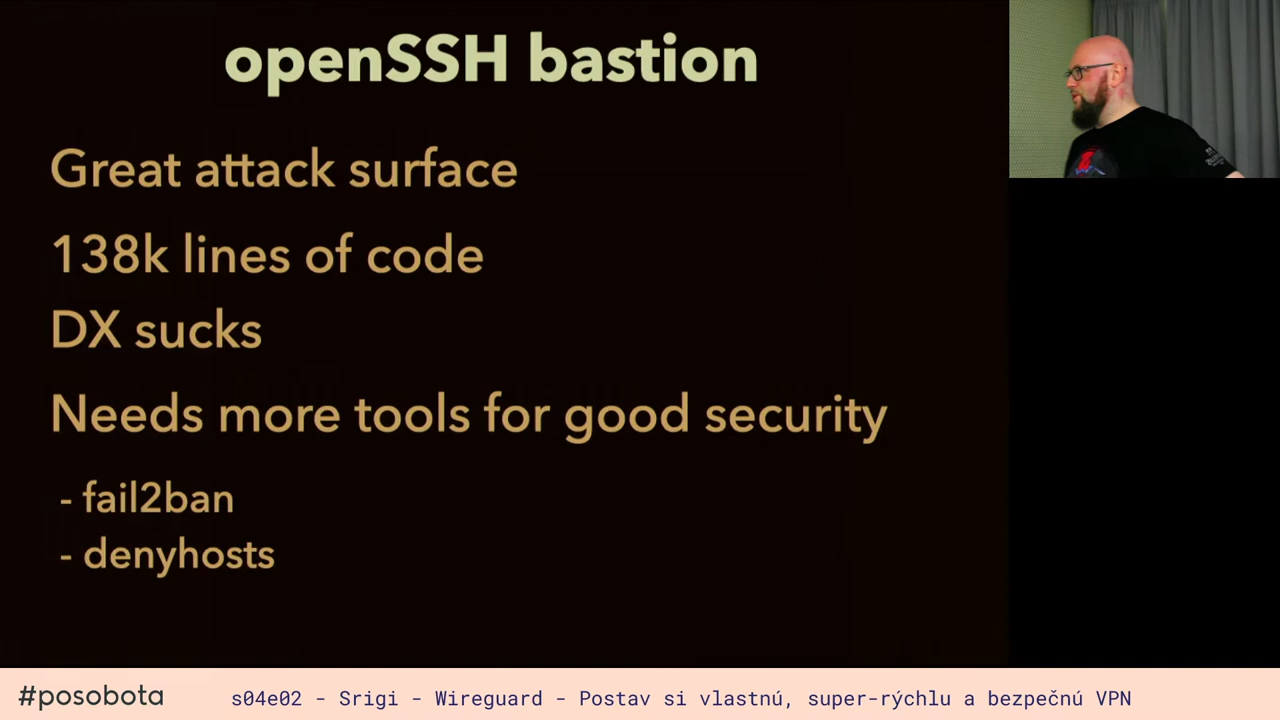 openSSH bastion
Great attack surface
138k lines of code
DX sucks
Needs more tools for good security
- fail2ban
- denyhosts
#posobota
s04e02 - Srigi - Wireguard - Postav si vlastnú, super-rýchlu a bezpečnú VPN